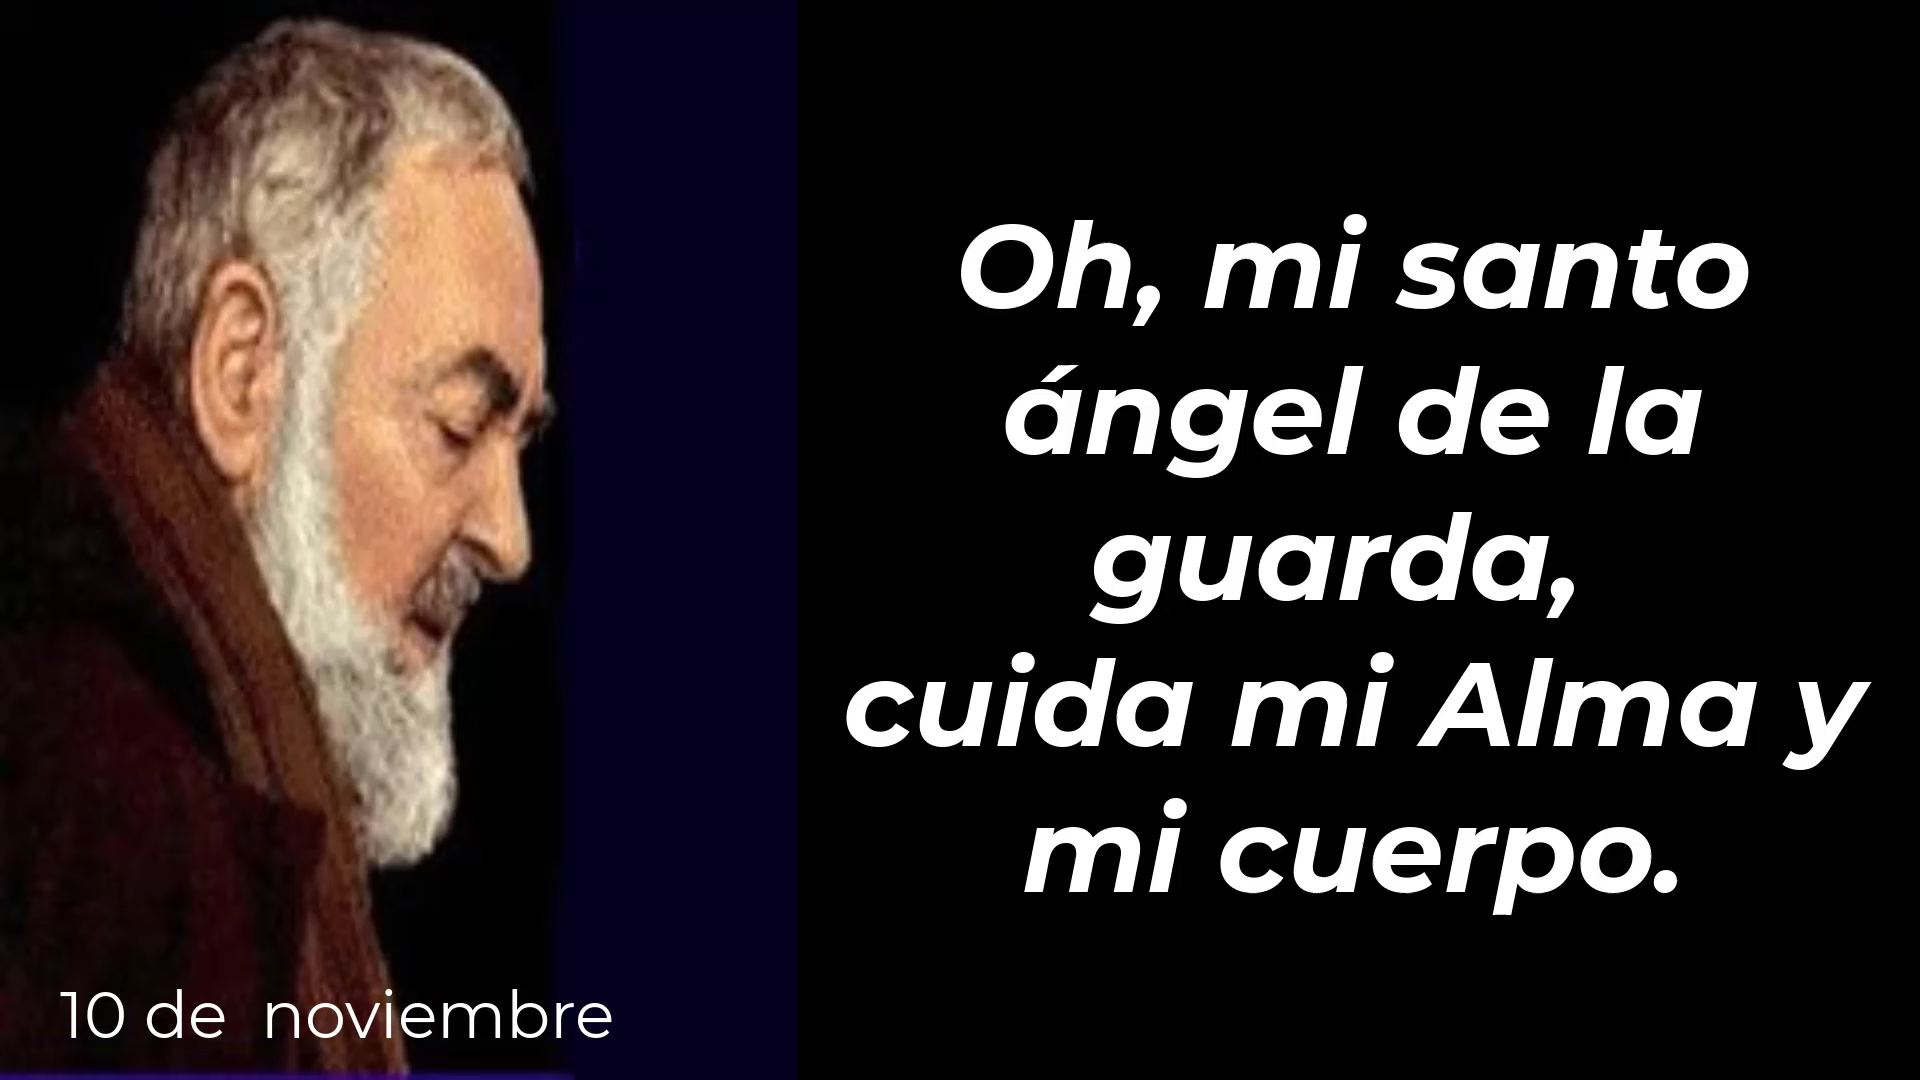 Oh, mi santo
ángel de la
guarda,
cuida mi Alma y
mi cuerpo.
10 de  noviembre